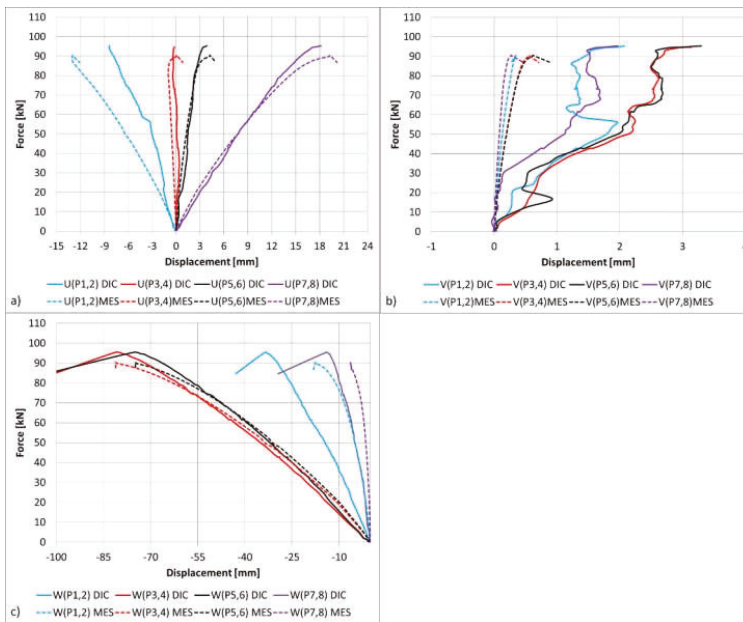 110
100
90
80
70
60
50
40
30
20
10
0
Force [kN]
-15 -12 -9 -6 -3 0 3 6 9 12 15 18 21 24
Displacement [mm]
U(P1,2) DIC U(P3,4) DIC U(P5,6) DIC U(P7,8) DIC
a) U(P1,2)MES U(P3,4)MES U(P5,6)MES U(P7,8)MES
110
100
90
80
70
60
50
40
30
20
10
0
Force [kN]
-1 0 1 2 3 4
Displacement [mm]
V(P1,2) DIC V(P3,4) DIC V(P5,6) DIC V(P7,8) DIC
b) V(P1,2)MES V(P3,4)MES V(P5,6)MES V(P7,8)MES
110
100
90
80
70
60
50
40
30
20
10
0
Force [kN]
-100 -85 -70 -55 -40 -25 -10
Displacement [mm]
W(P1,2) DIC W(P3,4) DIC W(P5,6) DIC W(P7,8) DIC
c) W(P1,2) MES W(P3,4) MES W(P5,6) MES W(P7,8) MES